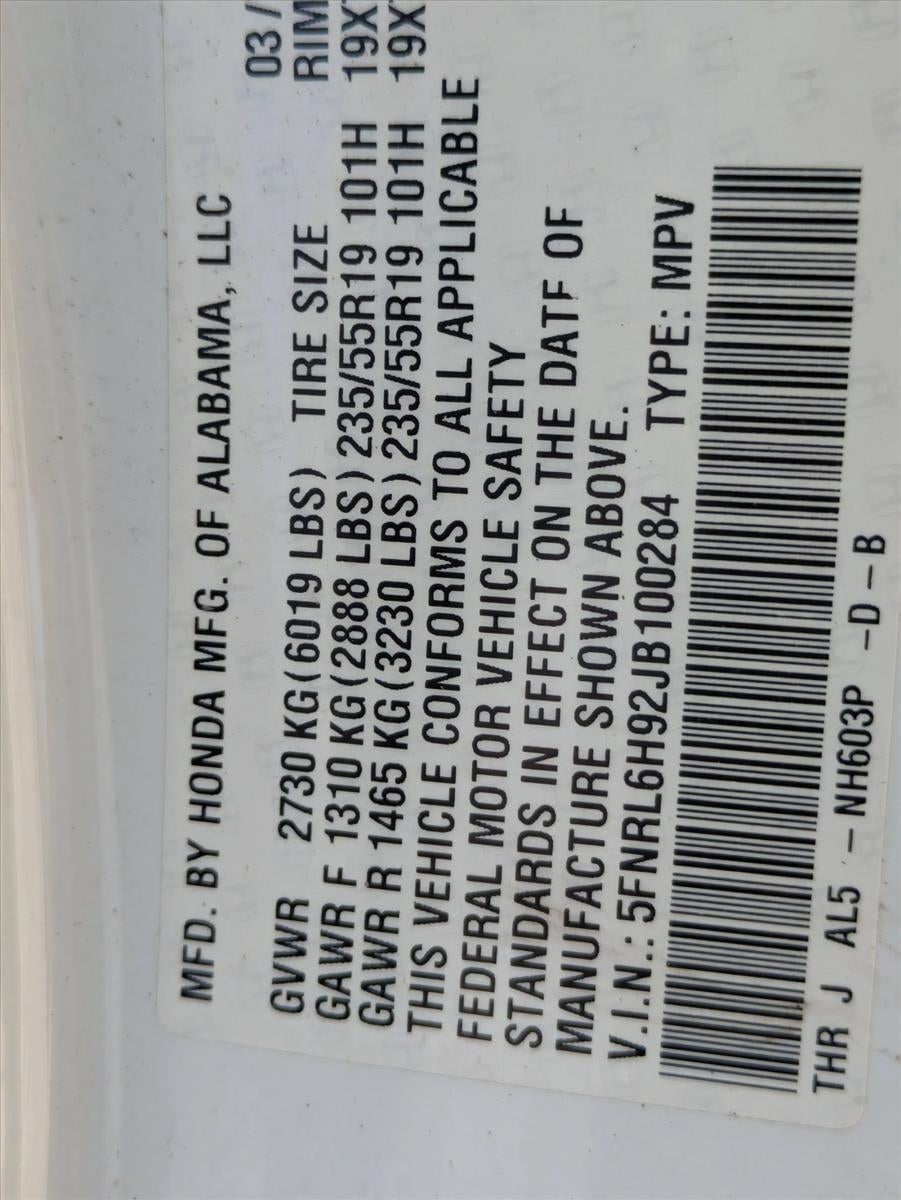 MFD. BY HONDA MFG. OF ALABAMA, LLC 03 /
GVWR 2730 KG(6019 LBS) TIRE SIZE RIM
GAWR F 1310 KG(2888 LBS) 235/55R19 101H 19X
GAWR R 1465 KG(3230 LBS) 235/55R19 101H 19X
THIS VEHICLE CONFORMS TO ALL APPLICABLE
FEDERAL MOTOR VEHICLE SAFETY
STANDARDS IN EFFECT ON THE DATF OF
MANUFACTURE SHOWN ABOVE.
V.I.N.: 5FNRL6H92JB100284 TYPE: MPV
THR J AL5 - NH603P -D-B